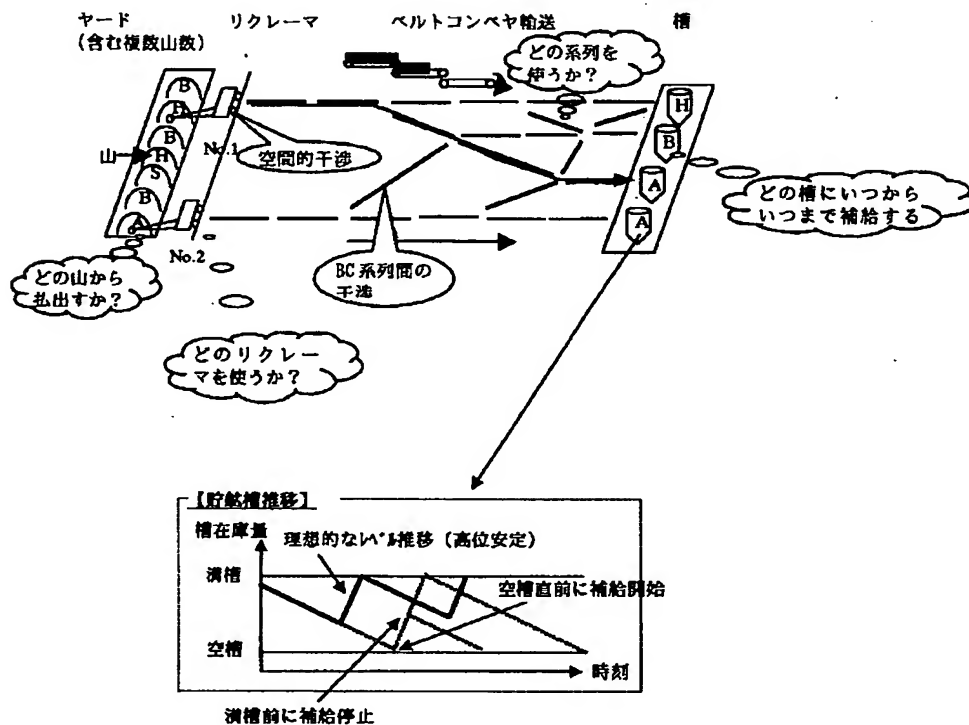 ヤード
(含む複数山数)
リクレーマ
ベルトコンベヤ輸送
槽
どの系列を
使うか?
B
H
B
H
S
B
山
No.1
空間的干渉
H
B
A
A
どの槽にいつから
いつまで補給する
No.2
BC系列間の
干渉
どの山から
払出すか?
どのリクレー
マを使うか?
【貯鉱槽推移】
槽在庫量
理想的なレベル推移(高位安定)
満槽
空槽直前に補給開始
空槽
時刻
満槽前に補給停止